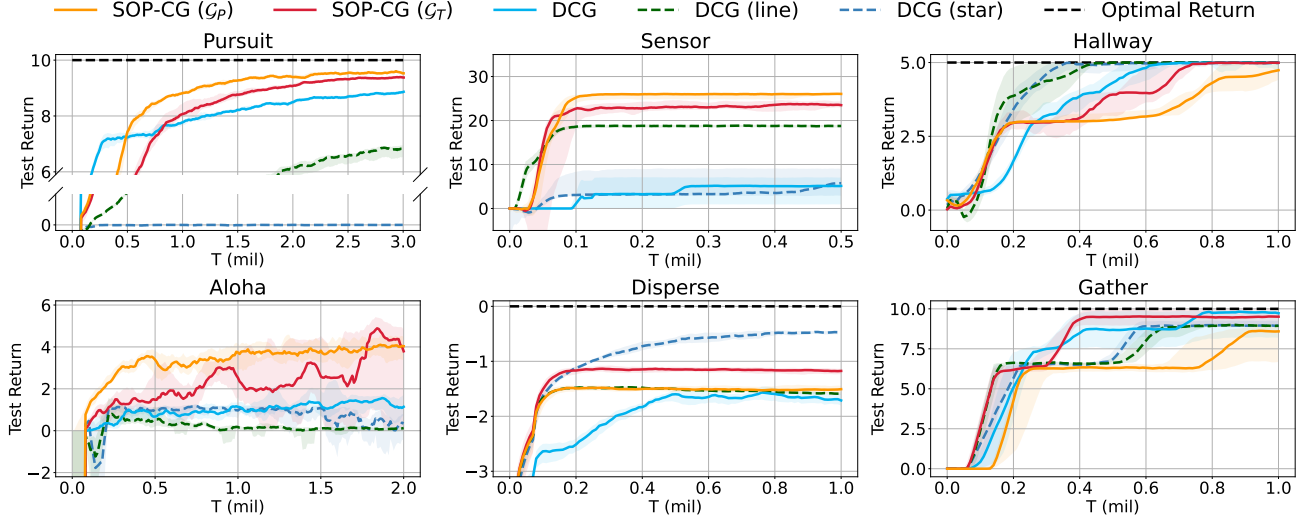 SOP-CG (𝒢_P) SOP-CG (𝒢_T) DCG DCG (line) DCG (star) Optimal Return
Pursuit
Test Return
10
8
6
0
0.0 0.5 1.0 1.5 2.0 2.5 3.0
T (mil)
Sensor
Test Return
30
20
10
0
0.0 0.1 0.2 0.3 0.4 0.5
T (mil)
Hallway
Test Return
5.0
2.5
0.0
0.0 0.2 0.4 0.6 0.8 1.0
T (mil)
Aloha
Test Return
6
4
2
0
−2
0.0 0.5 1.0 1.5 2.0
T (mil)
Disperse
Test Return
0
−1
−2
−3
0.0 0.2 0.4 0.6 0.8 1.0
T (mil)
Gather
Test Return
10.0
7.5
5.0
2.5
0.0
0.0 0.2 0.4 0.6 0.8 1.0
T (mil)